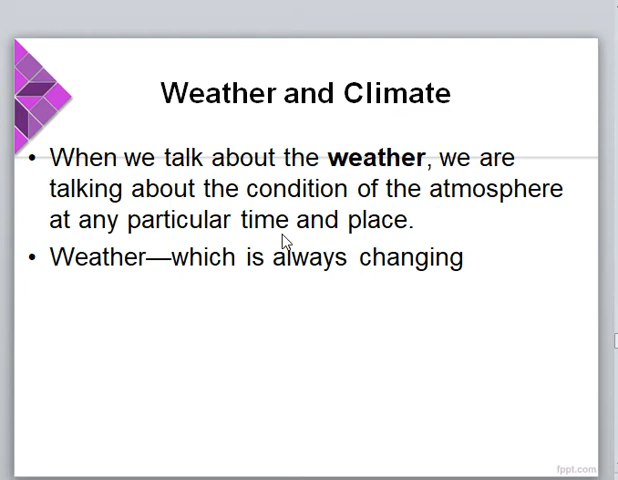 Weather and Climate
• When we talk about the weather, we are
talking about the condition of the atmosphere
at any particular time and place.
• Weather—which is always changing
fppt.com